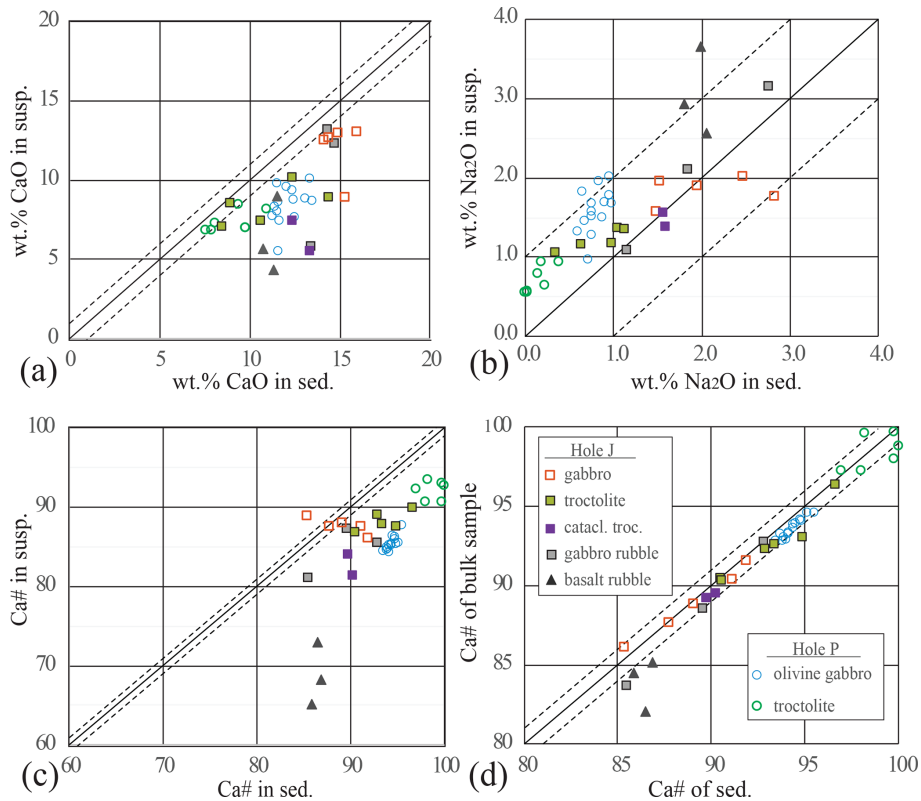 20
15
10
5
0
wt.% CaO in susp.
0
5
10
15
20
(a)
wt.% CaO in sed.
4.0
3.0
2.0
1.0
0.0
wt.% Na2O in susp.
0.0
1.0
2.0
3.0
4.0
(b)
wt.% Na2O in sed.
100
90
80
70
60
Ca# in susp.
60
70
80
90
100
(c)
Ca# in sed.
100
95
90
85
80
Ca# of bulk sample
Hole J
gabbro
troctolite
catacl. troc.
gabbro rubble
basalt rubble
Hole P
olivine gabbro
troctolite
80
85
90
95
100
(d)
Ca# of sed.